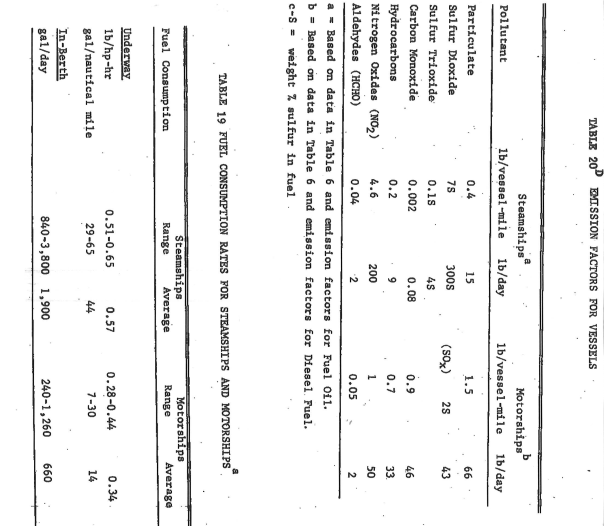 TABLE 20D EMISSION FACTORS FOR VESSELS
Steamships a Motorships b
Pollutant 1b/vessel-mile 1b/day 1b/vessel-mile 1b/day
Particulate 0.4 15 1.5 66
Sulfur Dioxide 7S 300S (SOx) 2S 43
Sulfur Trioxide 0.1S 4S
Carbon Monoxide 0.002 0.08 0.9 46
Hydrocarbons 0.2 9 0.7 33
Nitrogen Oxides (NO2) 4.6 200 1 50
Aldehydes (HCHO) 0.04 2 0.05 2
a = Based on data in Table 6 and emission factors for Fuel Oil.
b = Based on data in Table 6 and emission factors for Diesel Fuel.
c-S = weight % sulfur in fuel
TABLE 19 FUEL CONSUMPTION RATES FOR STEAMSHIPS AND MOTORSHIPS a
Steamships Motorships
Fuel Consumption Range Average Range Average
Underway
1b/hp-hr 0.51-0.65 0.57 0.28-0.44 0.34
gal/nautical mile 29-65 44 7-30 14
In-Berth
gal/day 840-3,800 1,900 240-1,260 660